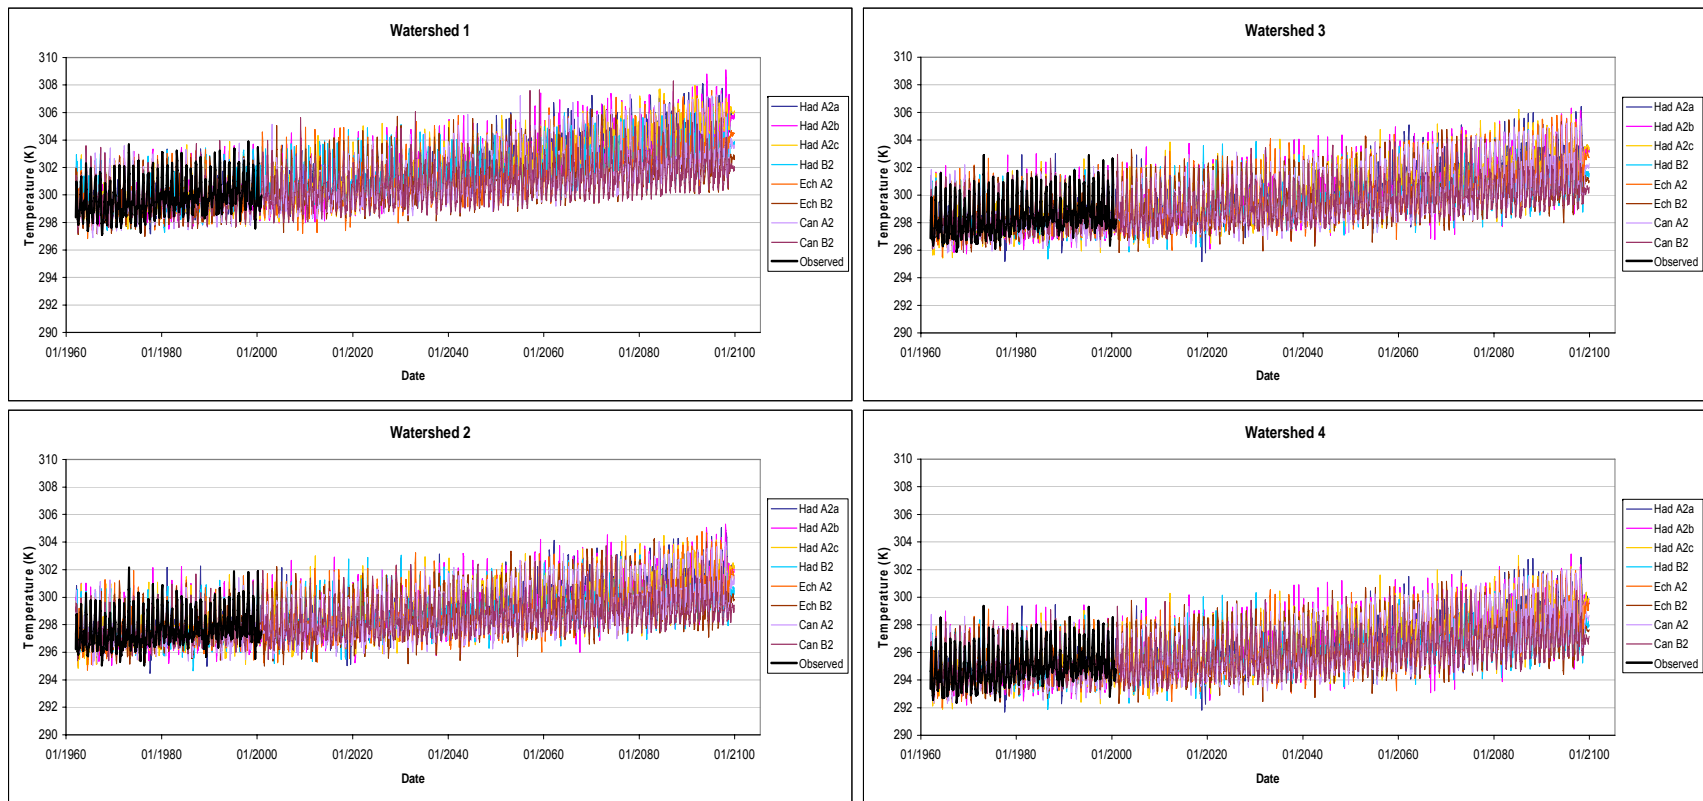 Watershed 1
310
308
306
304
302
300
298
296
294
292
290
Temperature (K)
01/1960 01/1980 01/2000 01/2020 01/2040 01/2060 01/2080 01/2100
Date
Had A2a
Had A2b
Had A2c
Had B2
Ech A2
Ech B2
Can A2
Can B2
Observed
Watershed 3
310
308
306
304
302
300
298
296
294
292
290
Temperature (K)
01/1960 01/1980 01/2000 01/2020 01/2040 01/2060 01/2080 01/2100
Date
Had A2a
Had A2b
Had A2c
Had B2
Ech A2
Ech B2
Can A2
Can B2
Observed
Watershed 2
310
308
306
304
302
300
298
296
294
292
290
Temperature (K)
01/1960 01/1980 01/2000 01/2020 01/2040 01/2060 01/2080 01/2100
Date
Had A2a
Had A2b
Had A2c
Had B2
Ech A2
Ech B2
Can A2
Can B2
Observed
Watershed 4
310
308
306
304
302
300
298
296
294
292
290
Temperature (K)
01/1960 01/1980 01/2000 01/2020 01/2040 01/2060 01/2080 01/2100
Date
Had A2a
Had A2b
Had A2c
Had B2
Ech A2
Ech B2
Can A2
Can B2
Observed